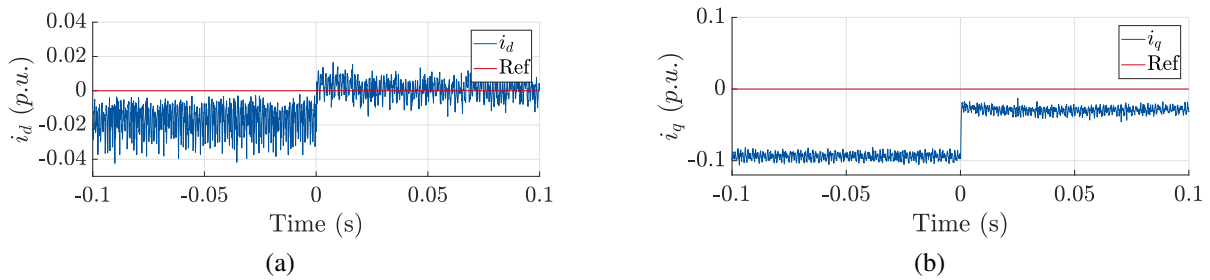 0.04
0.02
0
-0.02
-0.04
i_d (p.u.)
i_d
Ref
-0.1
-0.05
0
0.05
0.1
Time (s)
(a)
0.1
0
-0.1
i_q (p.u.)
i_q
Ref
-0.1
-0.05
0
0.05
0.1
Time (s)
(b)